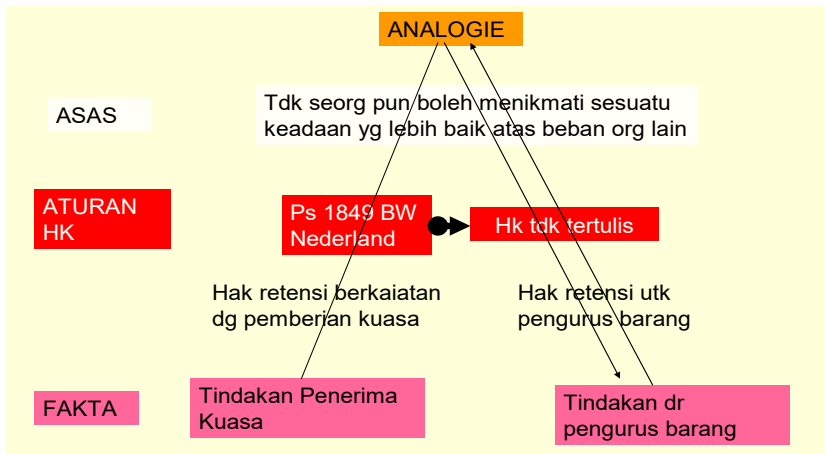 ANALOGIE
ASAS
Tdk seorg pun boleh menikmati sesuatu
keadaan yg lebih baik atas beban org lain
ATURAN
HK
Ps 1849 BW
Nederland
Hk tdk tertulis
Hak retensi berkaiatan
dg pemberian kuasa
Hak retensi utk
pengurus barang
FAKTA
Tindakan Penerima
Kuasa
Tindakan dr
pengurus barang